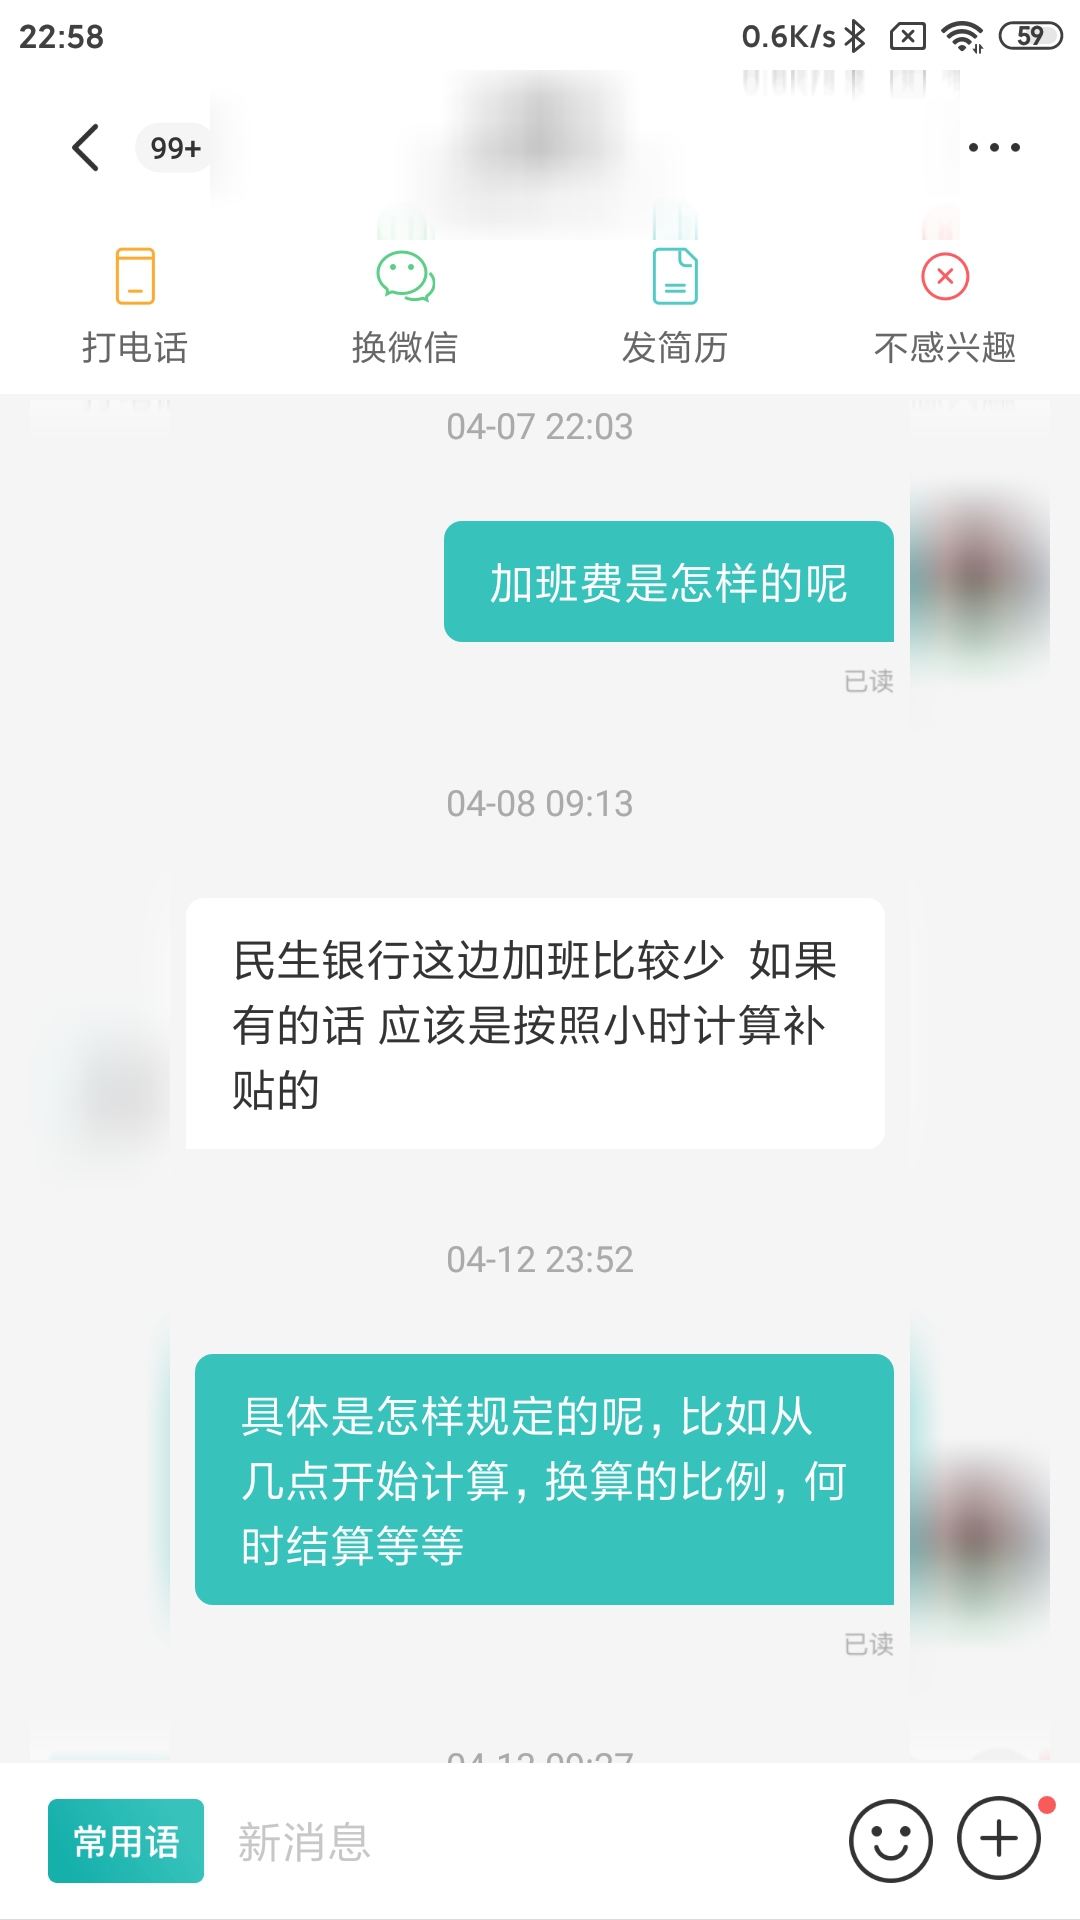 22:58
0.6K/s
59
99+
打电话
换微信
发简历
不感兴趣
04-07 22:03
加班费是怎样的呢
已读
04-08 09:13
民生银行这边加班比较少 如果
有的话 应该是按照小时计算补
贴的
04-12 23:52
具体是怎样规定的呢，比如从
几点开始计算，换算的比例，何
时结算等等
已读
常用语
新消息